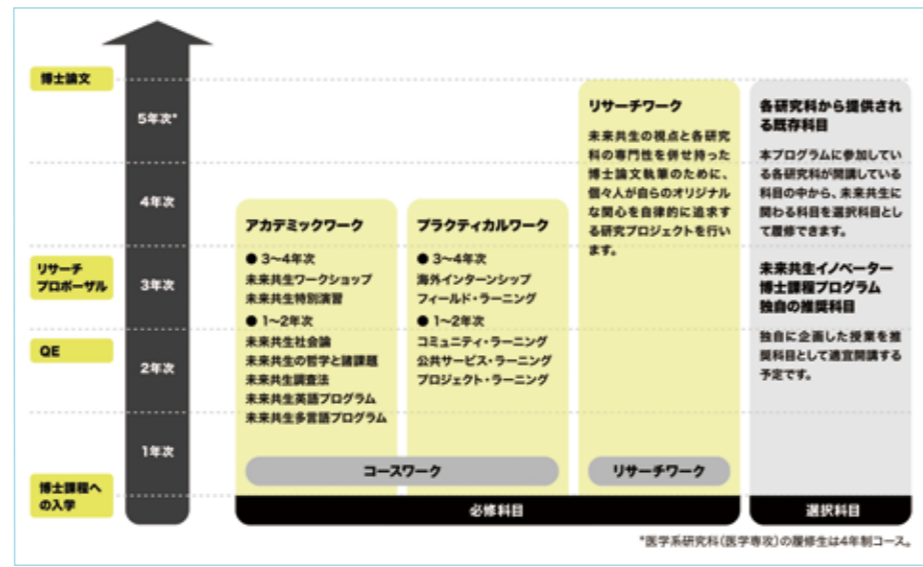 博士論文
5年次*
4年次
リサーチ
プロポーザル
3年次
QE
2年次
1年次
博士課程へ
の入学
アカデミックワーク
● 3〜4年次
未来共生ワークショップ
未来共生特別演習
● 1〜2年次
未来共生社会論
未来共生の哲学と諸課題
未来共生調査法
未来共生英語プログラム
未来共生多言語プログラム
プラクティカルワーク
● 3〜4年次
海外インターンシップ
フィールド・ラーニング
● 1〜2年次
コミュニティ・ラーニング
公共サービス・ラーニング
プロジェクト・ラーニング
コースワーク
リサーチワーク
未来共生の視点と各研究
科の専門性を併せ持った
博士論文執筆のために、
個々人が自らのオリジナル
な関心を自律的に追求す
る研究プロジェクトを行い
ます。
リサーチワーク
必修科目
各研究科から提供され
る既存科目
本プログラムに参加してい
る各研究科が開講している
科目の中から、未来共生に
関わる科目を選択科目とし
て履修できます。
未来共生イノベーター
博士課程プログラム
独自の推奨科目
独自に企画した授業を推
奨科目として適宜開講する
予定です。
選択科目
*医学系研究科(医学専攻)の履修生は4年制コース。